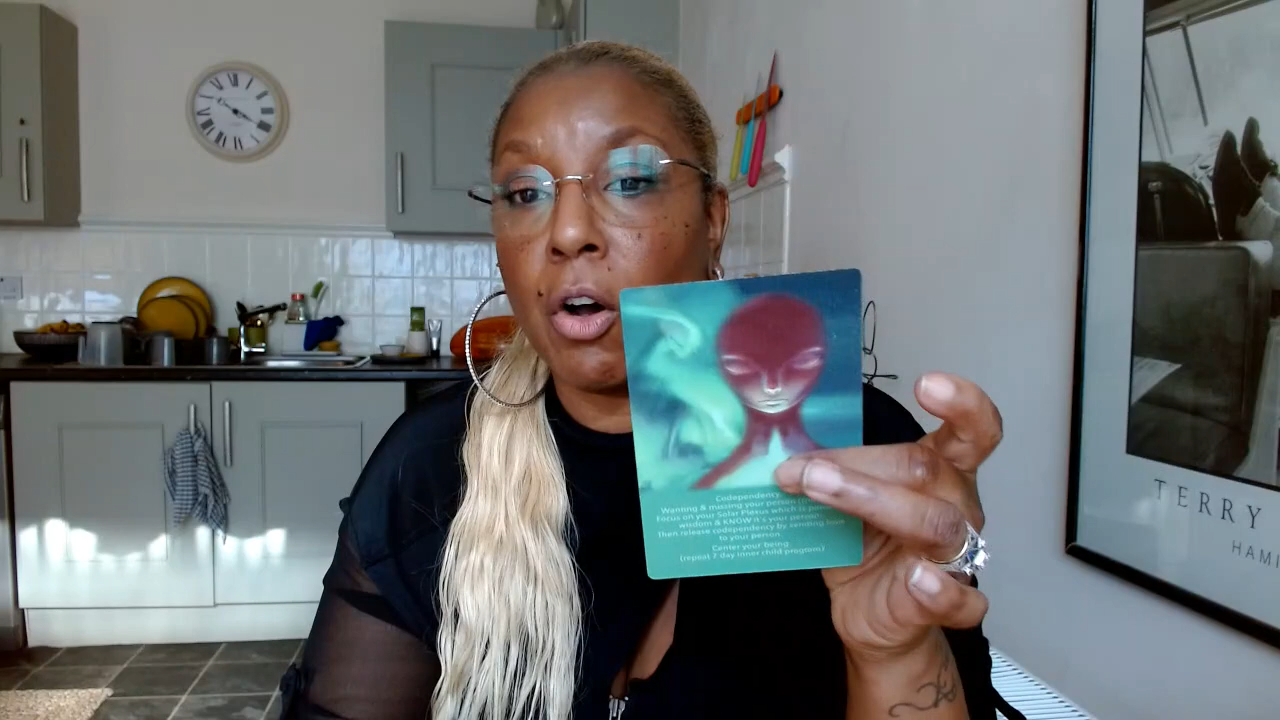 Codependency.
Wanting & missing your person
Focus on your Solar Plexus which is
wisdom & KNOW it's your person
then release codependency by sending love
to your person.
Center your being
(repeat 7 day inner child program)
TERRY
HAMI